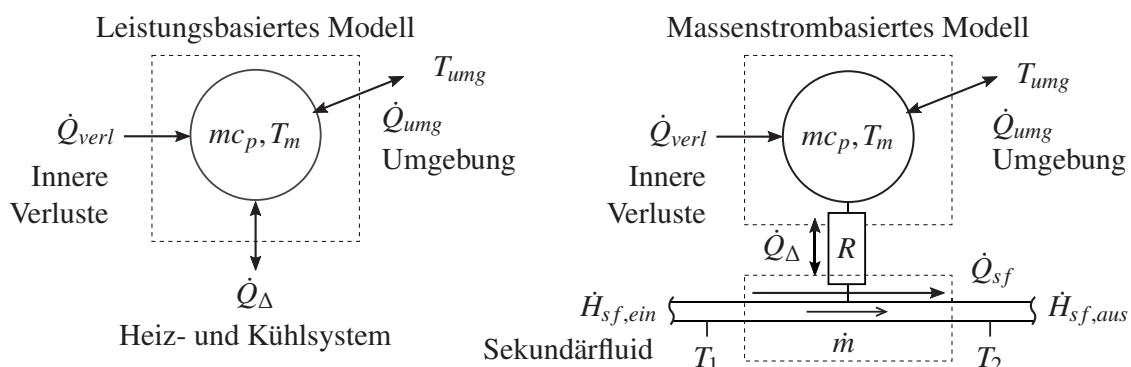 Leistungsbasiertes Modell
T_umg
Q̇_verl
mc_p, T_m
Q̇_umg
Umgebung
Innere
Verluste
Q̇_Δ
Heiz- und Kühlsystem
Massenstrombasiertes Modell
T_umg
Q̇_verl
mc_p, T_m
Q̇_umg
Umgebung
Innere
Verluste
Q̇_Δ
R
Q̇_sf
Ḣ_sf,ein
Ḣ_sf,aus
Sekundärfluid
T_1
ṁ
T_2